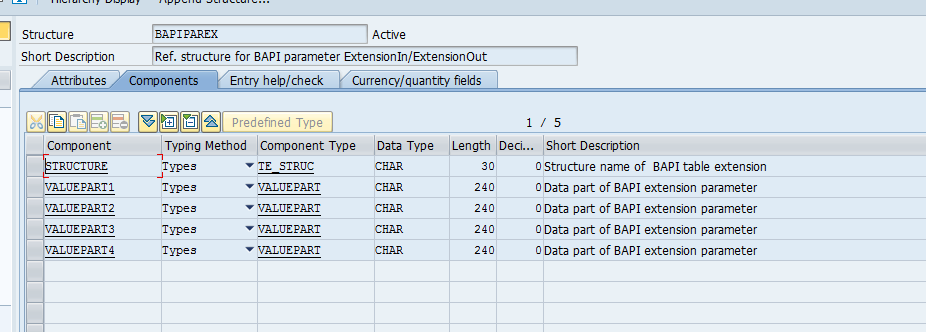 Hierarchy Display Append Structure...
Structure BAPIPAREX Active
Short Description Ref. structure for BAPI parameter ExtensionIn/ExtensionOut
Attributes Components Entry help/check Currency/quantity fields
Predefined Type 1 / 5
Component Typing Method Component Type Data Type Length Deci... Short Description
STRUCTURE Types TE_STRUC CHAR 30 0 Structure name of BAPI table extension
VALUEPART1 Types VALUEPART CHAR 240 0 Data part of BAPI extension parameter
VALUEPART2 Types VALUEPART CHAR 240 0 Data part of BAPI extension parameter
VALUEPART3 Types VALUEPART CHAR 240 0 Data part of BAPI extension parameter
VALUEPART4 Types VALUEPART CHAR 240 0 Data part of BAPI extension parameter